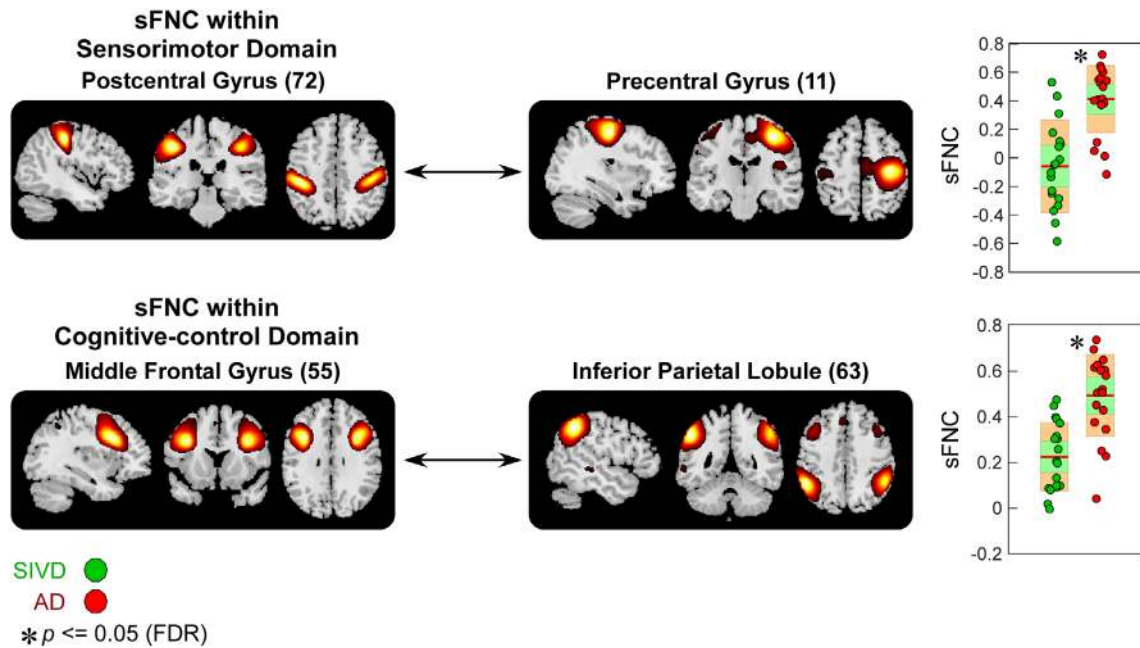 sFNC within
Sensorimotor Domain
Postcentral Gyrus (72)
Precentral Gyrus (11)
*
sFNC
0.8
0.6
0.4
0.2
0
-0.2
-0.4
-0.6
-0.8
sFNC within
Cognitive-control Domain
Middle Frontal Gyrus (55)
Inferior Parietal Lobule (63)
*
sFNC
0.8
0.6
0.4
0.2
0
-0.2
SIVD
AD
* p <= 0.05 (FDR)